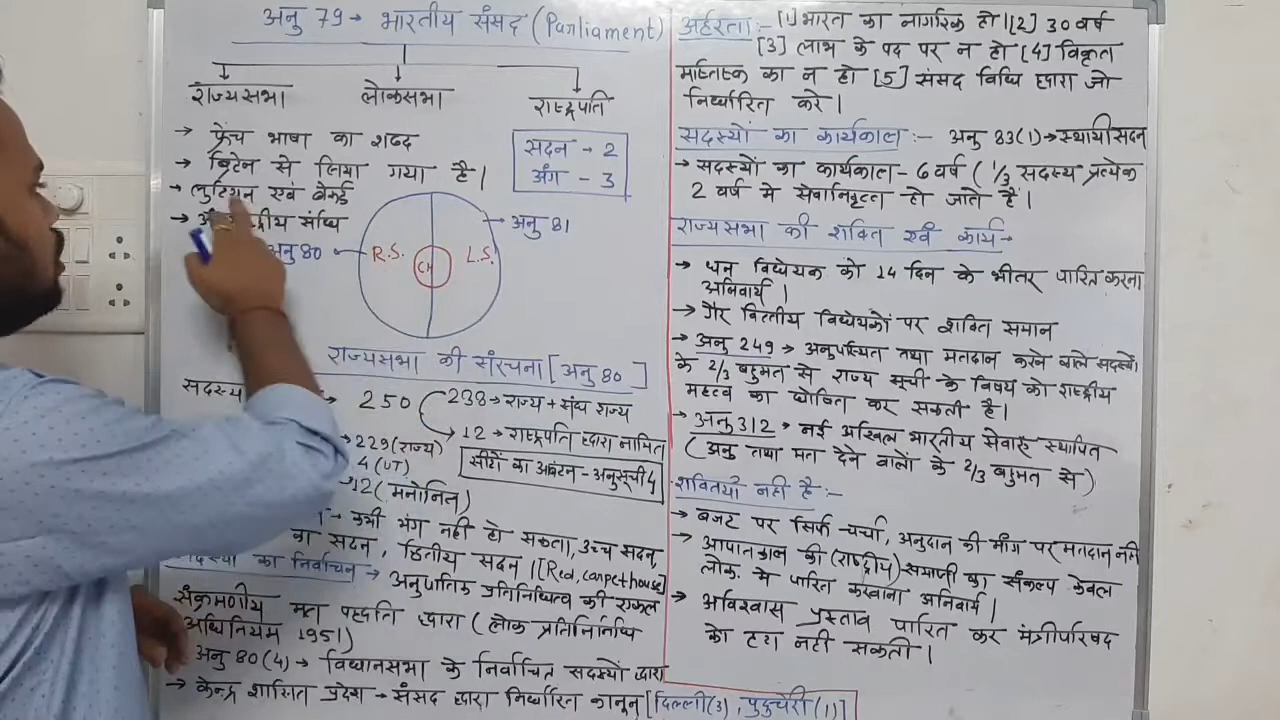 अनु 79→ भारतीय संसद (Parliament)
राज्यसभा लोकसभा राष्ट्रपति
→ फ्रेंच भाषा का शब्द
→ ब्रिटेन से लिया गया है।
→ लुटियन एवं बेकर्ड
सदन → 2
अंग - 3
संधि
अनु 80
R.S.
CH
L.S.
→ अनु 81
राज्यसभा की संरचना [अनु 80]
सदस्य
250
238→ राज्य + संघ राज्य
12 → राष्ट्रपति द्वारा नामित
→229 (राज्य)
4 (UT)
12 (मनोनित)
सीटों का आबंटन - अनुसूची 4
- कभी भंग नहीं हो सकता, उच्च सदन,
का सदन, द्वितीय सदन। [Red, carpet house]
का निर्वाचन → अनुपातिक प्रतिनिधित्व की एकल
संक्रमणीय मत पद्दति द्वारा (लोक प्रतिनिनिधि
अधिनियम 1951)
अनु 80(4)→ विधानसभा के निर्वाचित सदस्यो द्वारा
→ केन्द्र शासित प्रदेश → संसद द्वारा निर्धारित कानून [दिल्ली(3), पुदुचेरी(1)]
अर्हरता:- [1] भारत का नागरिक हो। [2] 30 वर्ष
[3] लाभ के पद पर न हो [4] विकृत
मस्तिष्क का न हो [5] संसद विधि द्वारा जो
निर्धारित करे।
सदस्यों का कार्यकाल:- अनु 83(1)→ स्थायी सदन
→ सदस्यों का कार्यकाल - 6 वर्ष (1/3 सदस्य प्रत्येक
2 वर्ष मे सेवानिवृत्त हो जाते है।
राज्यसभा की शक्ति एवं कार्य→
→ धन विधेयक को 14 दिन के भीतर पारित करना
अनिवार्य।
→ गैर वित्तीय विधेयकों पर शक्ति समान
→ अनु 249 → अनुपस्थित तथा मतदान करने वाले सदस्यों
के 2/3 बहुमत से राज्य सूची के विषय को राष्ट्रीय
महत्व का घोषित कर सकती है।
→ अनु 312 → नई अखिल भारतीय सेवाएं स्थापित
(अनु तथा मत देने वालों के 2/3 बहुमत से)
शक्तियाँ नही है:-
→ बजट पर सिर्फ चर्चा, अनुदान की माँग पर मतदान नही
→ आपातकाल की (राष्ट्रीय) समाप्ती का संकल्प केवल
लोक. मे पारित करवाना अनिवार्य।
→ अविश्वास प्रस्ताव पारित कर मंत्रीपरिषद
को हटा नही सकती।